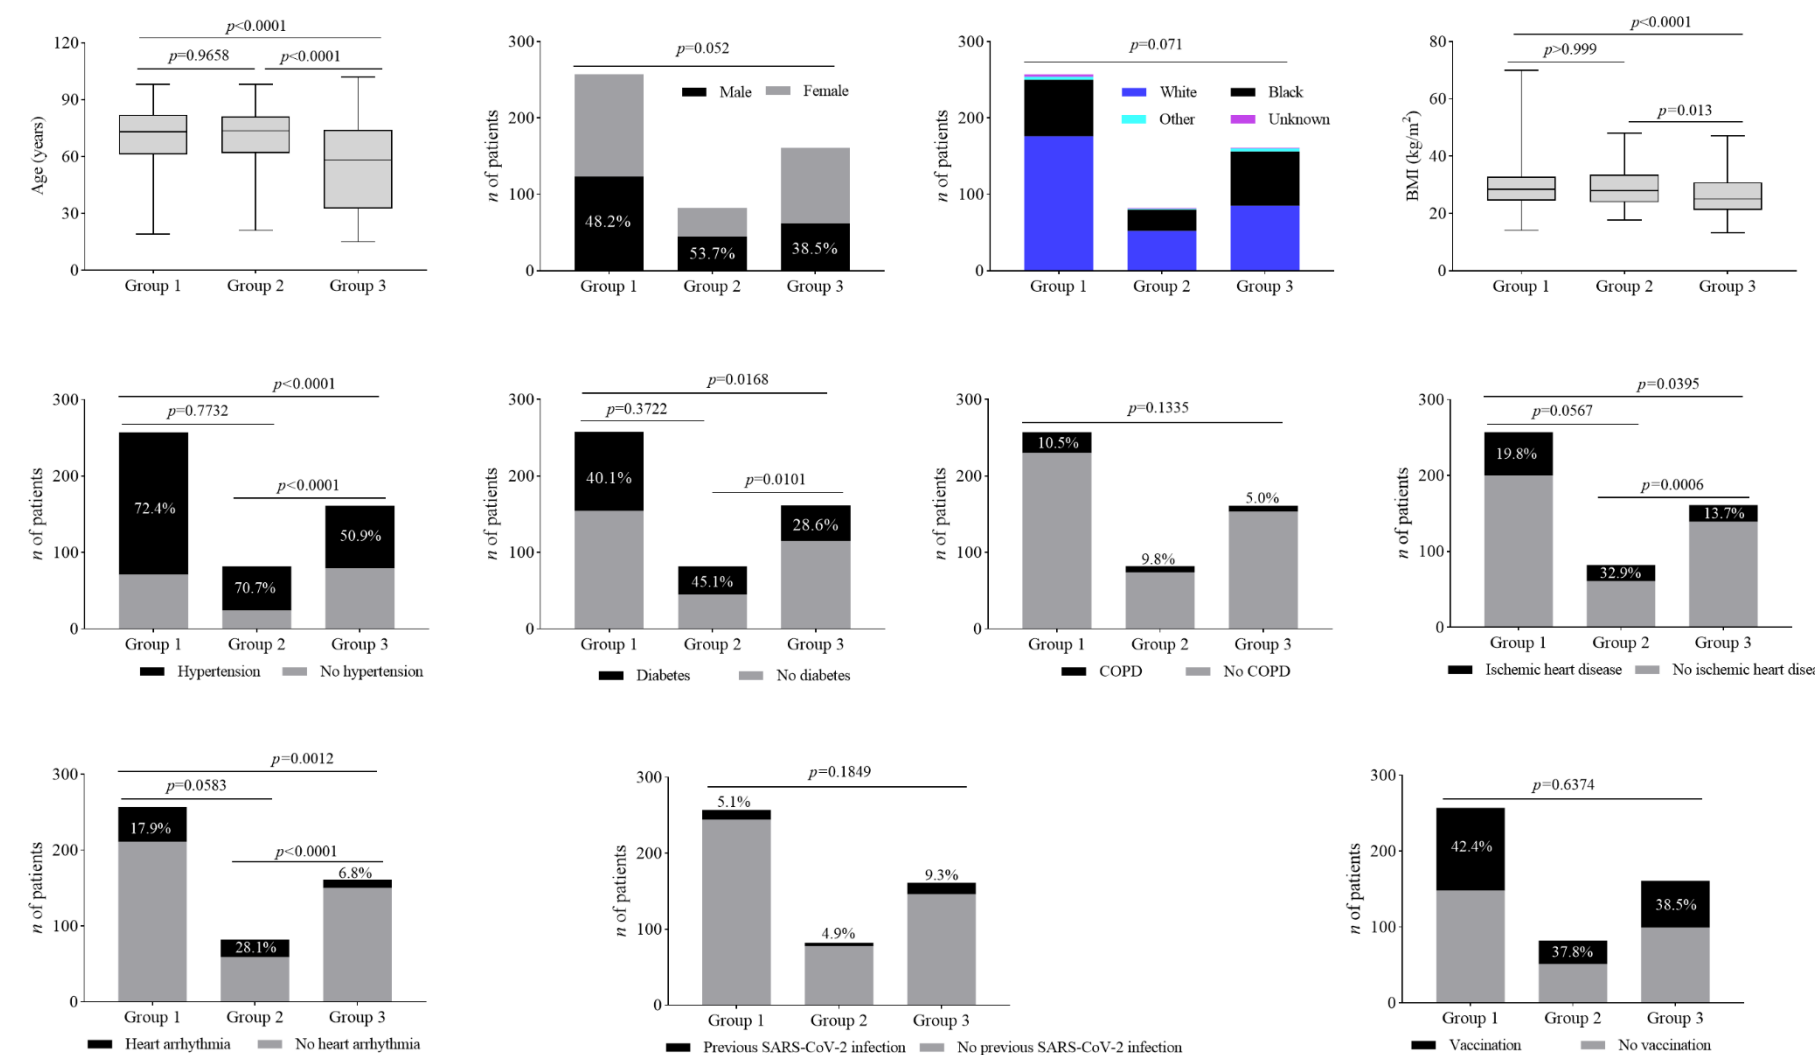 p<0.0001
p=0.9658 p<0.0001
Age (years)
120
90
60
30
0
Group 1 Group 2 Group 3
p=0.052
n of patients
300
200
100
0
Male Female
48.2% 53.7% 38.5%
Group 1 Group 2 Group 3
p=0.071
n of patients
300
200
100
0
White Black
Other Unknown
Group 1 Group 2 Group 3
p<0.0001
p>0.999
p=0.013
BMI (kg/m²)
80
60
40
20
0
Group 1 Group 2 Group 3
p<0.0001
p=0.7732
p<0.0001
n of patients
300
200
100
0
72.4% 70.7% 50.9%
Group 1 Group 2 Group 3
Hypertension No hypertension
p=0.0168
p=0.3722
p=0.0101
n of patients
300
200
100
0
40.1% 45.1% 28.6%
Group 1 Group 2 Group 3
Diabetes No diabetes
p=0.1335
n of patients
300
200
100
0
10.5% 9.8% 5.0%
Group 1 Group 2 Group 3
COPD No COPD
p=0.0395
p=0.0567
p=0.0006
n of patients
300
200
100
0
19.8% 32.9% 13.7%
Group 1 Group 2 Group 3
Ischemic heart disease No ischemic heart disea
p=0.0012
p=0.0583
p<0.0001
n of patients
300
200
100
0
17.9% 28.1% 6.8%
Group 1 Group 2 Group 3
Heart arrhythmia No heart arrhythmia
p=0.1849
n of patients
300
200
100
0
5.1% 4.9% 9.3%
Group 1 Group 2 Group 3
Previous SARS-CoV-2 infection No previous SARS-CoV-2 infection
p=0.6374
n of patients
300
200
100
0
42.4% 37.8% 38.5%
Group 1 Group 2 Group 3
Vaccination No vaccination